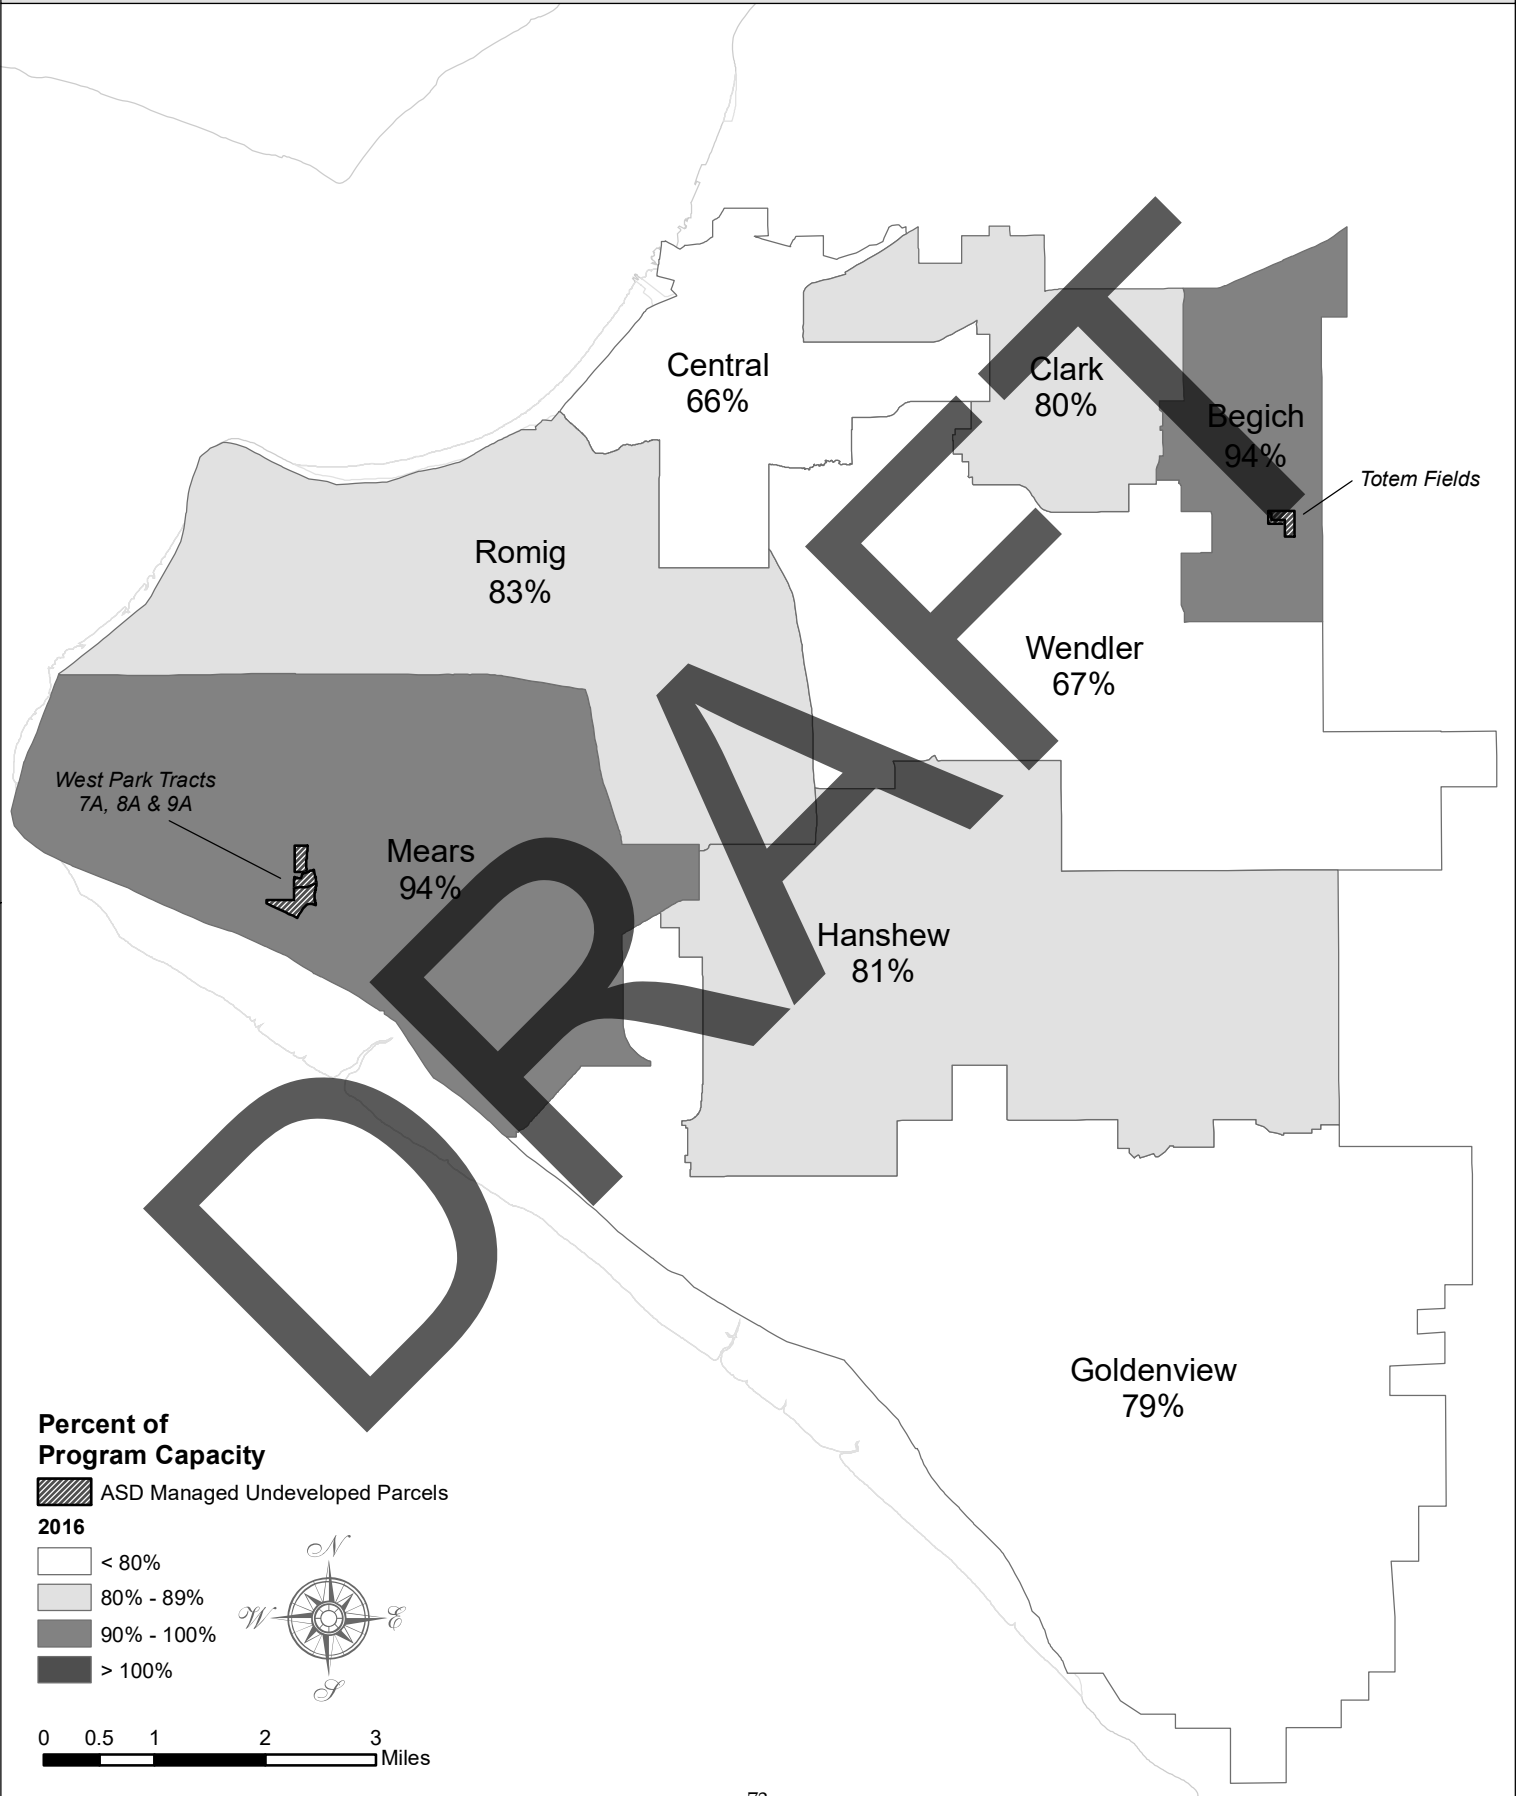 Central
66%
Clark
80%
Begich
94%
Totem Fields
Romig
83%
Wendler
67%
West Park Tracts
7A, 8A & 9A
Mears
94%
Hanshew
81%
DRAFT
Goldenview
79%
Percent of
Program Capacity
ASD Managed Undeveloped Parcels
2016
< 80%
80% - 89%
90% - 100%
> 100%
N
W
E
S
0 0.5 1 2 3
Miles